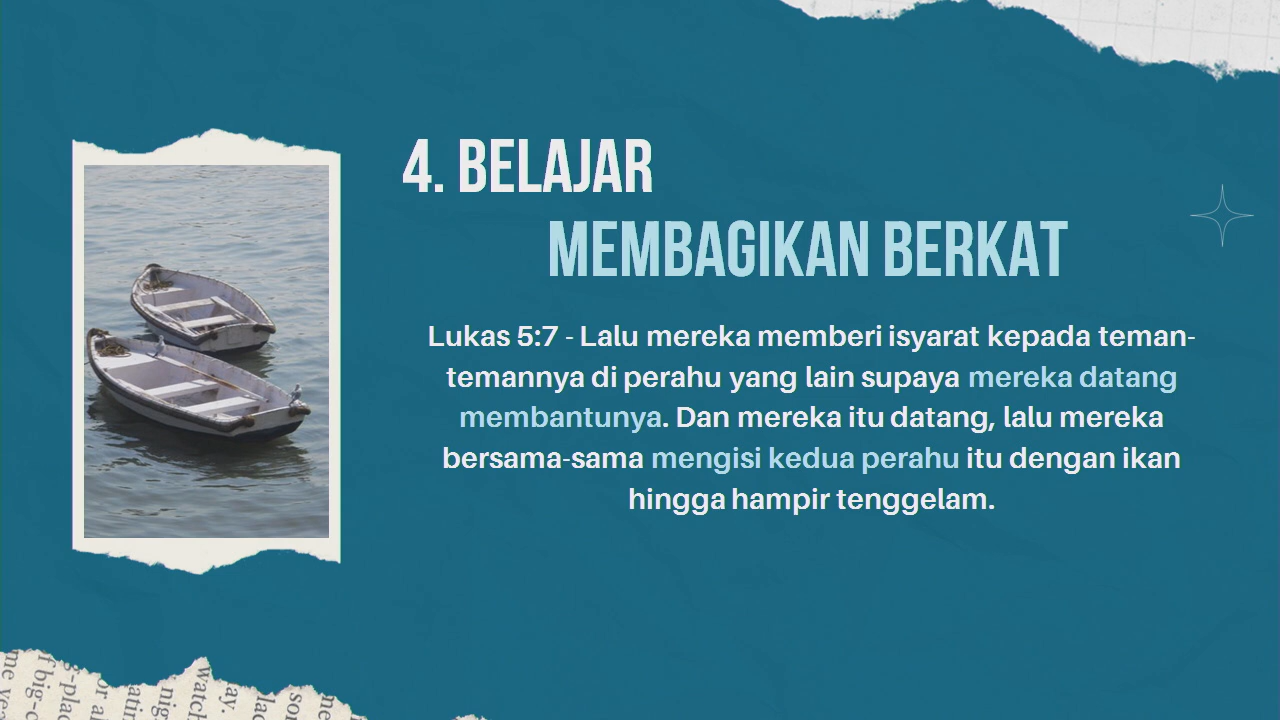 4. BELAJAR
MEMBAGIKAN BERKAT
Lukas 5:7 - Lalu mereka memberi isyarat kepada teman-
temannya di perahu yang lain supaya mereka datang
membantunya. Dan mereka itu datang, lalu mereka
bersama-sama mengisi kedua perahu itu dengan ikan
hingga hampir tenggelam.